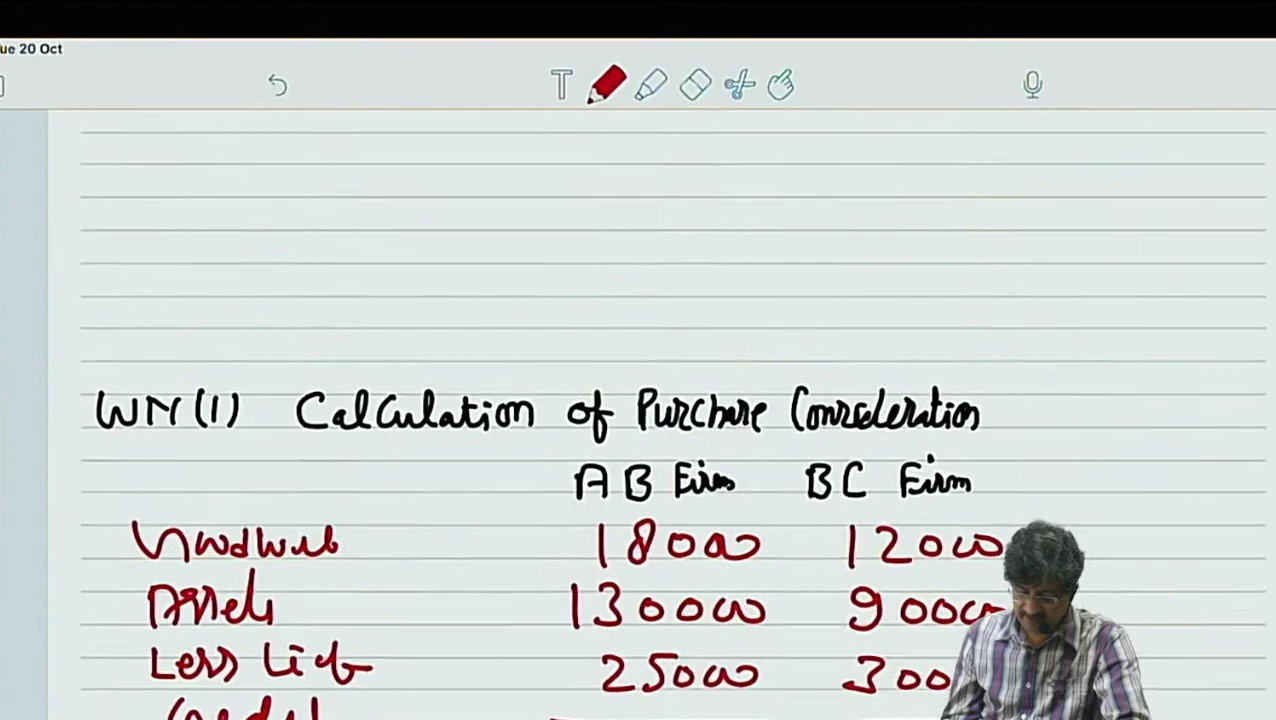 ue 20 Oct
T
WN(1) Calculation of Purchase Consideration
AB Firm BC Firm
Goodwill 18000 12000
Assets 130000 9000
Less Liab 25000 300